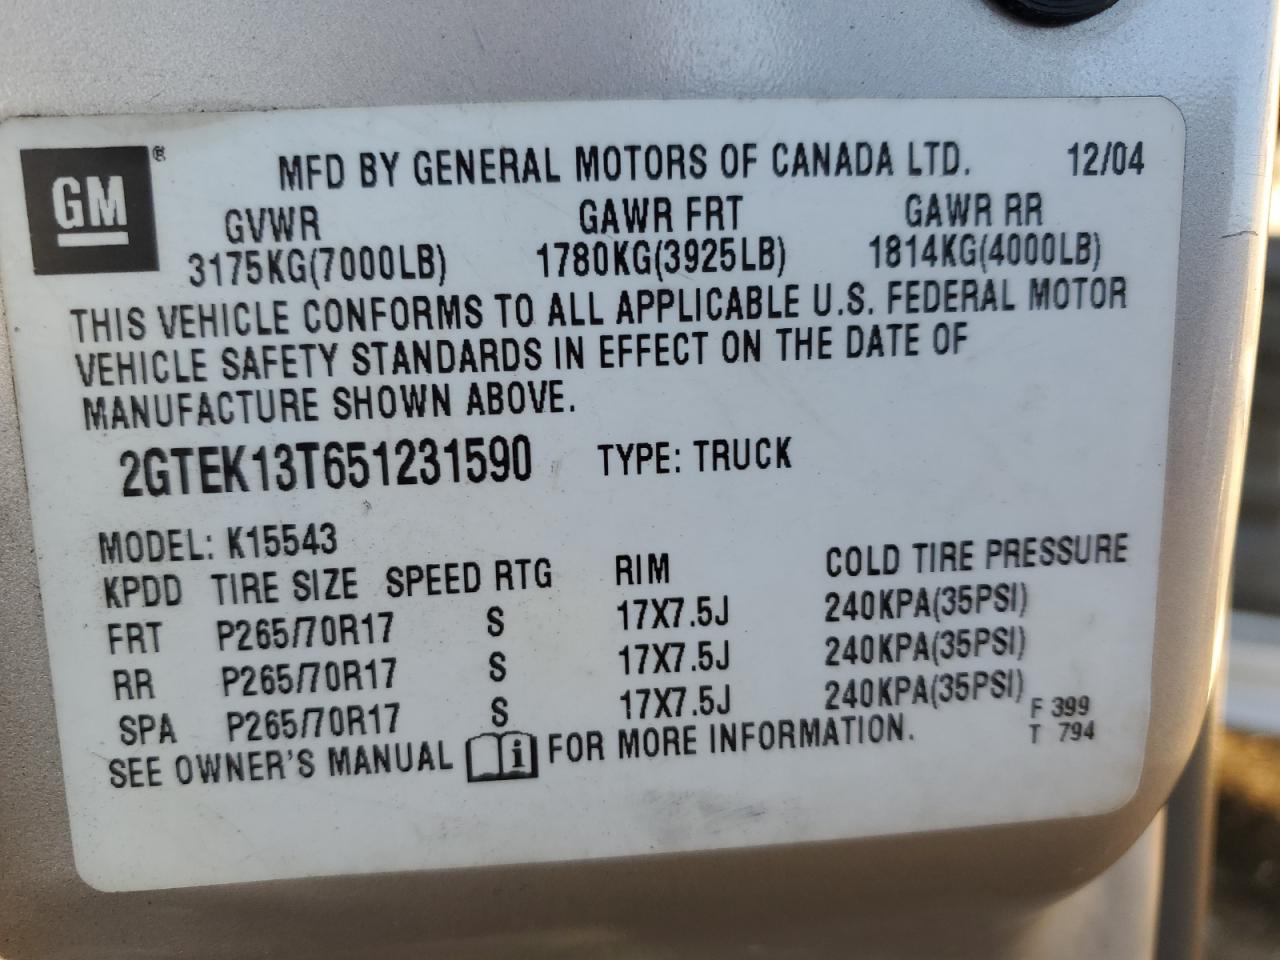 GM ® MFD BY GENERAL MOTORS OF CANADA LTD. 12/04
GVWR GAWR FRT GAWR RR
3175KG(7000LB) 1780KG(3925LB) 1814KG(4000LB)
THIS VEHICLE CONFORMS TO ALL APPLICABLE U.S. FEDERAL MOTOR
VEHICLE SAFETY STANDARDS IN EFFECT ON THE DATE OF
MANUFACTURE SHOWN ABOVE.
2GTEK13T651231590 TYPE: TRUCK
MODEL: K15543
KPDD TIRE SIZE SPEED RTG RIM COLD TIRE PRESSURE
FRT P265/70R17 S 17X7.5J 240KPA(35PSI)
RR P265/70R17 S 17X7.5J 240KPA(35PSI)
SPA P265/70R17 S 17X7.5J 240KPA(35PSI)
SEE OWNER'S MANUAL i FOR MORE INFORMATION.
F 399
T 794